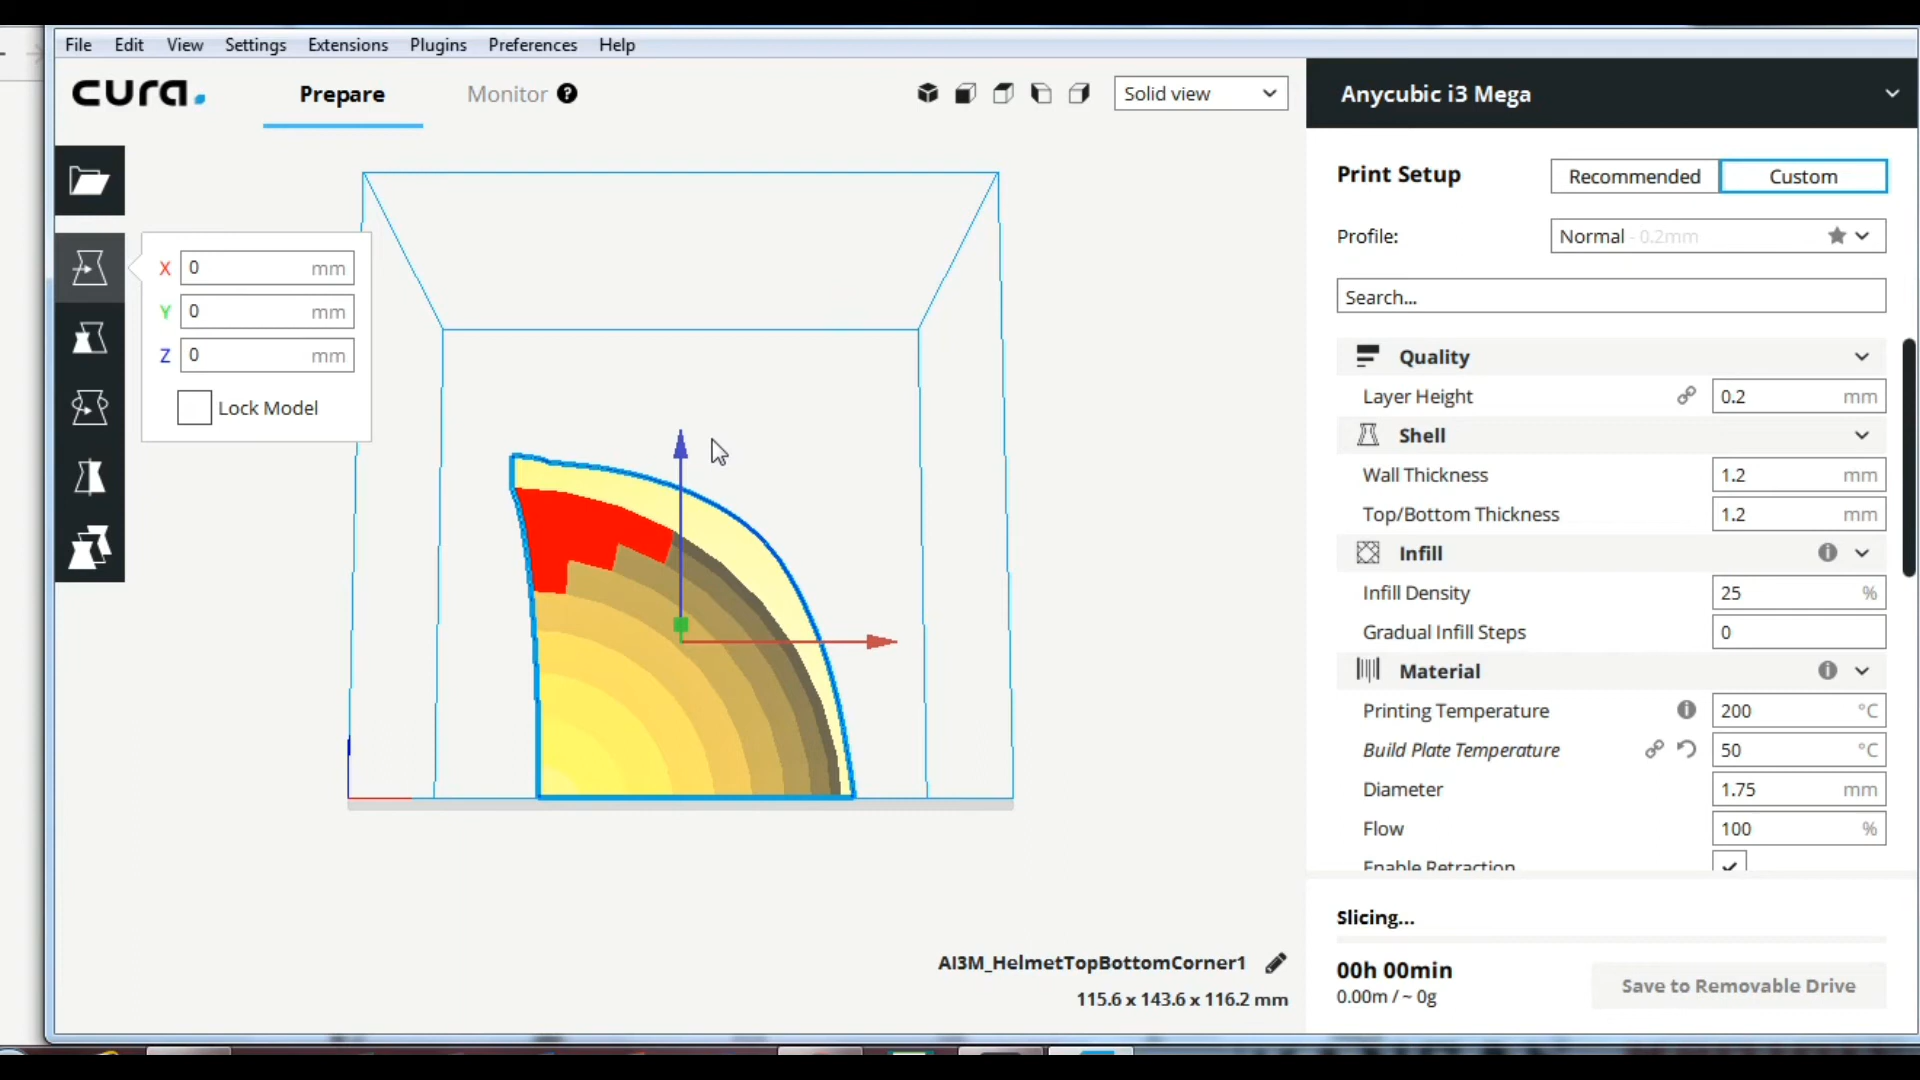 File Edit View Settings Extensions Plugins Preferences Help
cura.
Prepare
Monitor ?
Solid view
Anycubic i3 Mega
Print Setup
Recommended
Custom
Profile:
Normal - 0.2mm
Search...
X 0 mm
Y 0 mm
Z 0 mm
Lock Model
Quality
Layer Height 0.2 mm
Shell
Wall Thickness 1.2 mm
Top/Bottom Thickness 1.2 mm
Infill
Infill Density 25 %
Gradual Infill Steps 0
Material
Printing Temperature 200 °C
Build Plate Temperature 50 °C
Diameter 1.75 mm
Flow 100 %
Enable Retraction
Slicing...
AI3M_HelmetTopBottomCorner1
115.6 x 143.6 x 116.2 mm
00h 00min
0.00m / ~ 0g
Save to Removable Drive